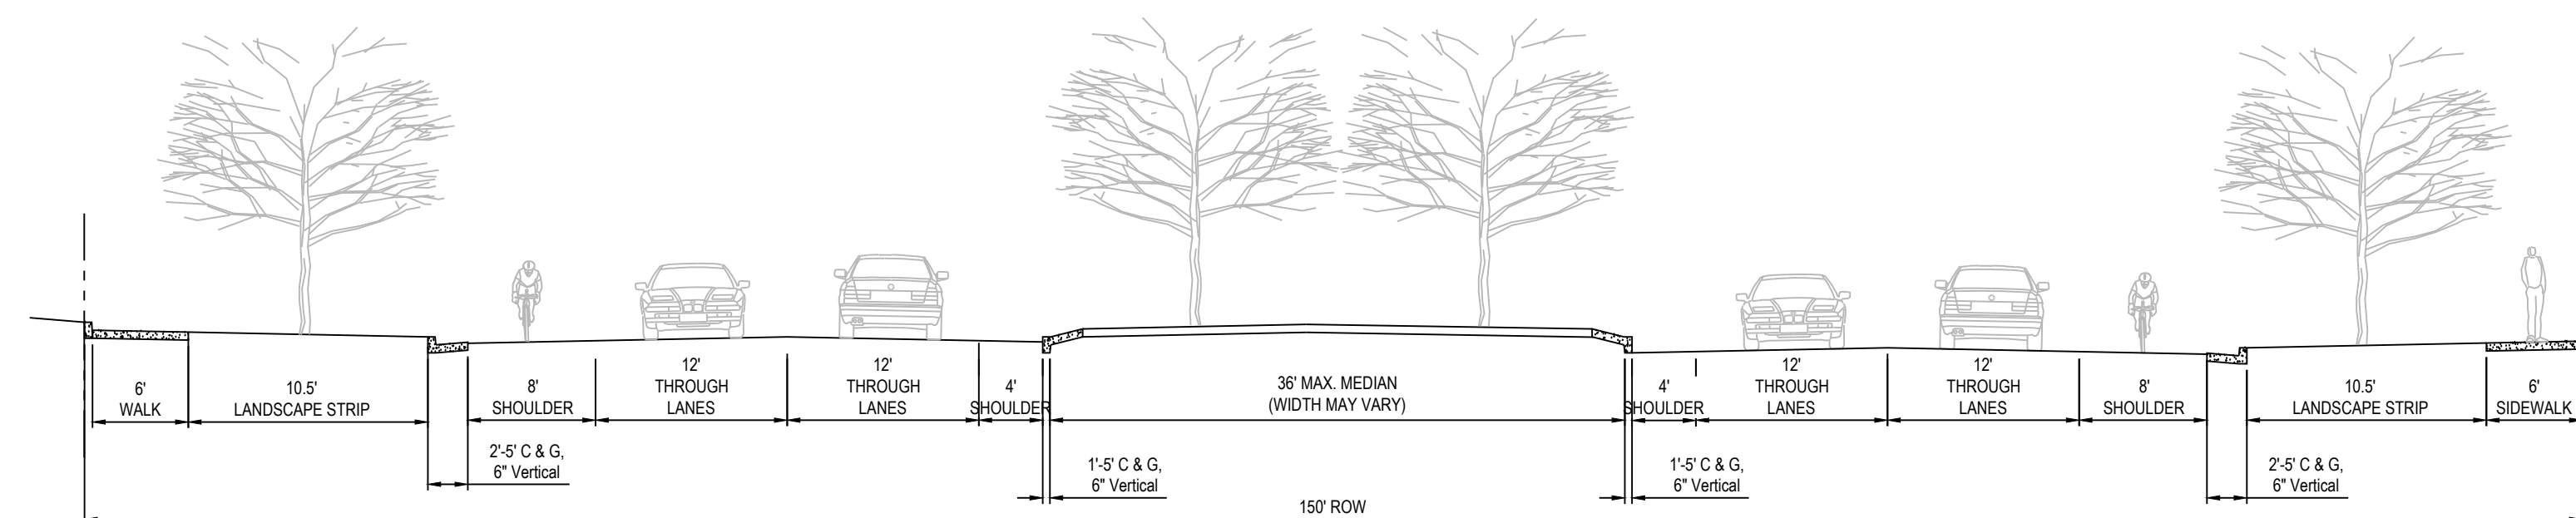 6'
WALK
10.5'
LANDSCAPE STRIP
2'-5' C & G,
6" Vertical
8'
SHOULDER
12'
THROUGH
LANES
12'
THROUGH
LANES
4'
SHOULDER
1'-5' C & G,
6" Vertical
36' MAX. MEDIAN
(WIDTH MAY VARY)
150' ROW
1'-5' C & G,
6" Vertical
4'
SHOULDER
12'
THROUGH
LANES
12'
THROUGH
LANES
8'
SHOULDER
2'-5' C & G,
6" Vertical
10.5'
LANDSCAPE STRIP
6'
SIDEWALK